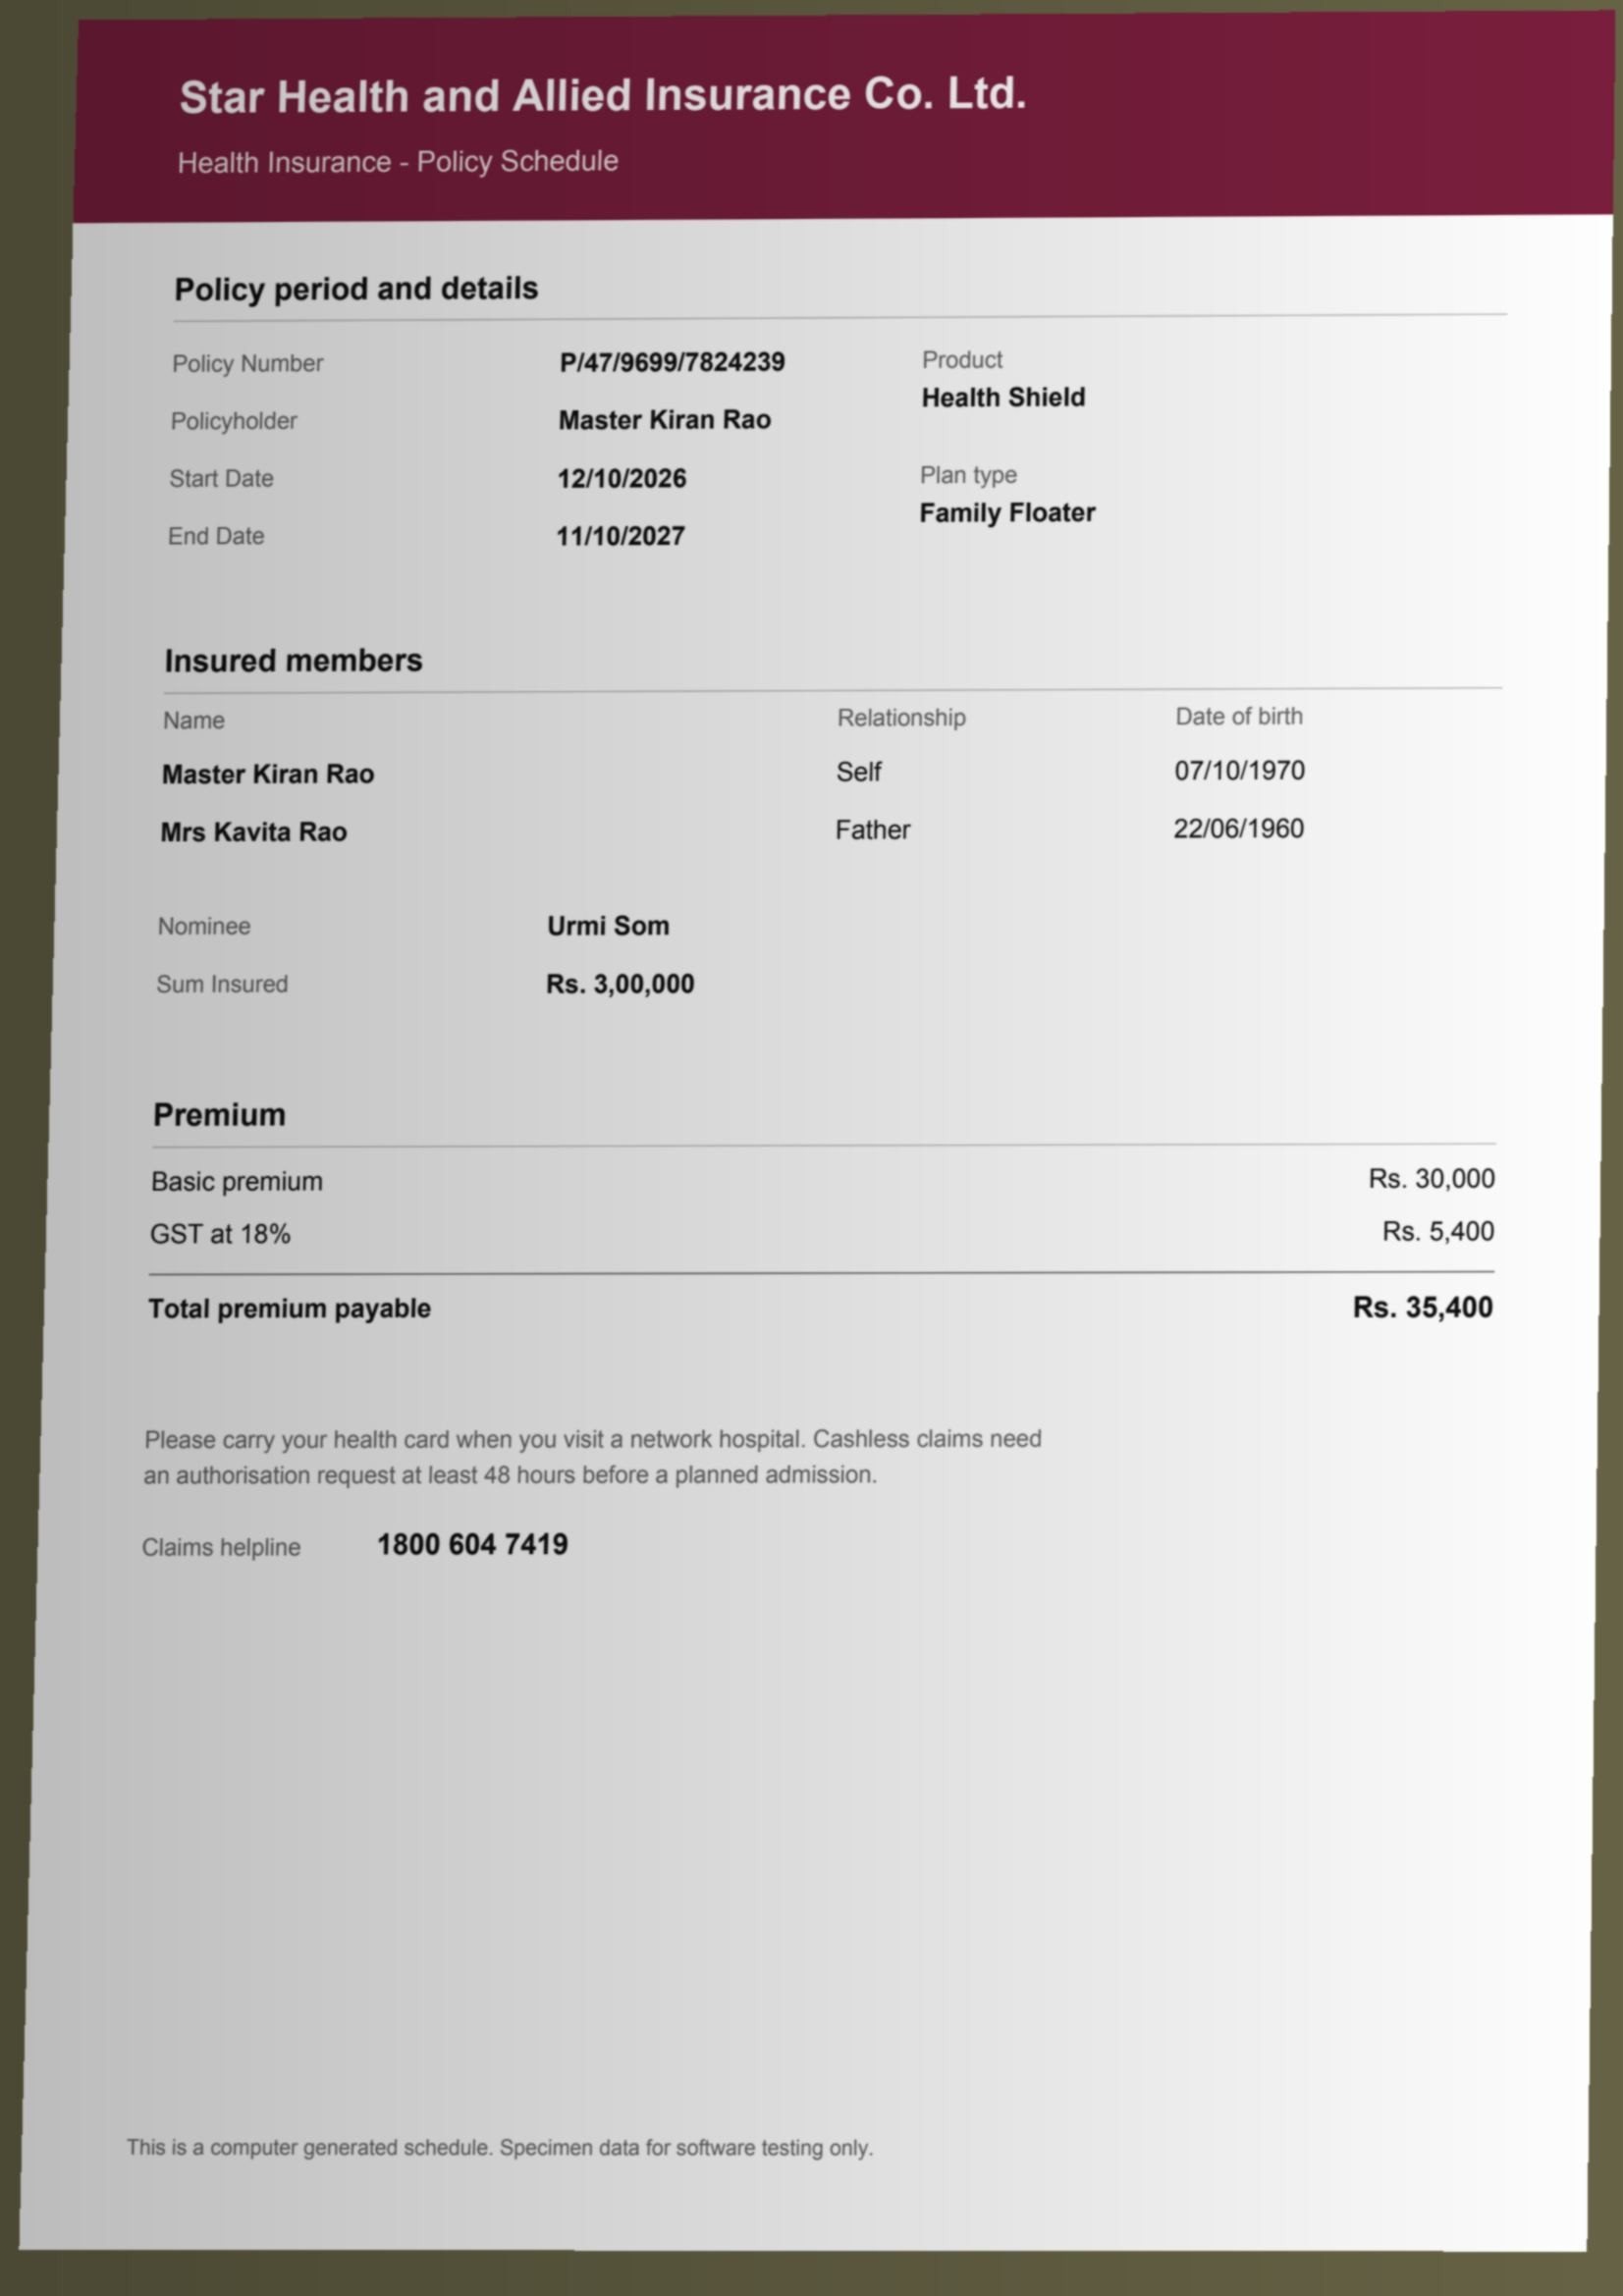 Star Health and Allied Insurance Co. Ltd.
Health Insurance - Policy Schedule
Policy period and details
Policy Number P/47/9699/7824239
Policyholder Master Kiran Rao
Start Date 12/10/2026
End Date 11/10/2027
Product
Health Shield
Plan type
Family Floater
Insured members
Name Relationship Date of birth
Master Kiran Rao Self 07/10/1970
Mrs Kavita Rao Father 22/06/1960
Nominee Urmi Som
Sum Insured Rs. 3,00,000
Premium
Basic premium Rs. 30,000
GST at 18% Rs. 5,400
Total premium payable Rs. 35,400
Please carry your health card when you visit a network hospital. Cashless claims need
an authorisation request at least 48 hours before a planned admission.
Claims helpline 1800 604 7419
This is a computer generated schedule. Specimen data for software testing only.